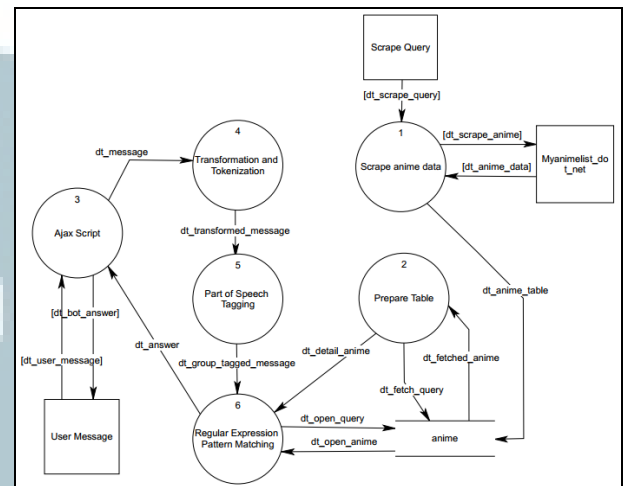 Scrape Query
[dt_scrape_query]
1
Scrape anime data
[dt_scrape_anime]
[dt_anime_data]
Myanimelist_do
t_net
4
Transformation and
Tokenization
dt_message
3
Ajax Script
dt_transformed_message
5
Part of Speech
Tagging
2
Prepare Table
dt_anime_table
[dt_bot_answer]
[dt_user_message]
dt_answer
dt_group_tagged_message
dt_detail_anime
dt_fetched_anime
dt_fetch_query
User Message
6
Regular Expression
Pattern Matching
dt_open_query
dt_open_anime
anime